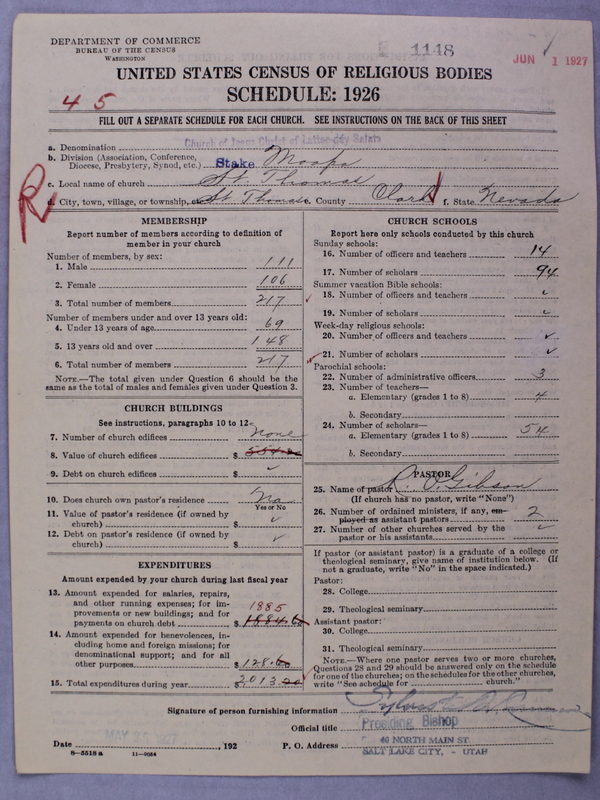 DEPARTMENT OF COMMERCE
BUREAU OF THE CENSUS
WASHINGTON
1148
JUN 1 1927
UNITED STATES CENSUS OF RELIGIOUS BODIES
SCHEDULE: 1926
4 5
FILL OUT A SEPARATE SCHEDULE FOR EACH CHURCH. SEE INSTRUCTIONS ON THE BACK OF THIS SHEET
a. Denomination Church of Jesus Christ of Latter-day Saints
b. Division (Association, Conference, Diocese, Presbytery, Synod, etc.) Stake Moapa
c. Local name of church St. Thomas
R
d. City, town, village, or township, St Thomas e. County Clark f. State Nevada
MEMBERSHIP
Report number of members according to definition of member in your church
Number of members, by sex:
1. Male 111
2. Female 106
3. Total number of members 217
Number of members under and over 13 years old:
4. Under 13 years of age 69
5. 13 years old and over 148
6. Total number of members 217
NOTE.—The total given under Question 6 should be the same as the total of males and females given under Question 3.
CHURCH BUILDINGS
See instructions, paragraphs 10 to 12
7. Number of church edifices None
8. Value of church edifices $
9. Debt on church edifices $
10. Does church own pastor's residence No
Yes or No
11. Value of pastor's residence (if owned by church) $
12. Debt on pastor's residence (if owned by church) $
EXPENDITURES
Amount expended by your church during last fiscal year
13. Amount expended for salaries, repairs, and other running expenses; for improvements or new buildings; and for payments on church debt 1885 $ 1884.60
14. Amount expended for benevolences, including home and foreign missions; for denominational support; and for all other purposes $ 128.60
15. Total expenditures during year $ 2013.20
CHURCH SCHOOLS
Report here only schools conducted by this church
Sunday schools:
16. Number of officers and teachers 14
17. Number of scholars 94
Summer vacation Bible schools:
18. Number of officers and teachers
19. Number of scholars
Week-day religious schools:
20. Number of officers and teachers
21. Number of scholars
Parochial schools:
22. Number of administrative officers 3
23. Number of teachers—
a. Elementary (grades 1 to 8) 4
b. Secondary
24. Number of scholars—
a. Elementary (grades 1 to 8) 54
b. Secondary
PASTOR
25. Name of pastor R. O. Gibson
(If church has no pastor, write "None")
26. Number of ordained ministers, if any, employed as assistant pastors 2
27. Number of other churches served by the pastor or his assistants
If pastor (or assistant pastor) is a graduate of a college or theological seminary, give name of institution below. (If not a graduate, write "No" in the space indicated.)
Pastor:
28. College
29. Theological seminary
Assistant pastor:
30. College
31. Theological seminary
NOTE.—Where one pastor serves two or more churches, Questions 28 and 29 should be answered only on the schedule for one of the churches; on the schedules for the other churches, write "See schedule for church."
Signature of person furnishing information Sylvester Q. Cannon
Official title Presiding Bishop
Date MAY 25 1927, 192 P. O. Address 40 NORTH MAIN ST.
SALT LAKE CITY, - UTAH
8—5518 a 11—9064